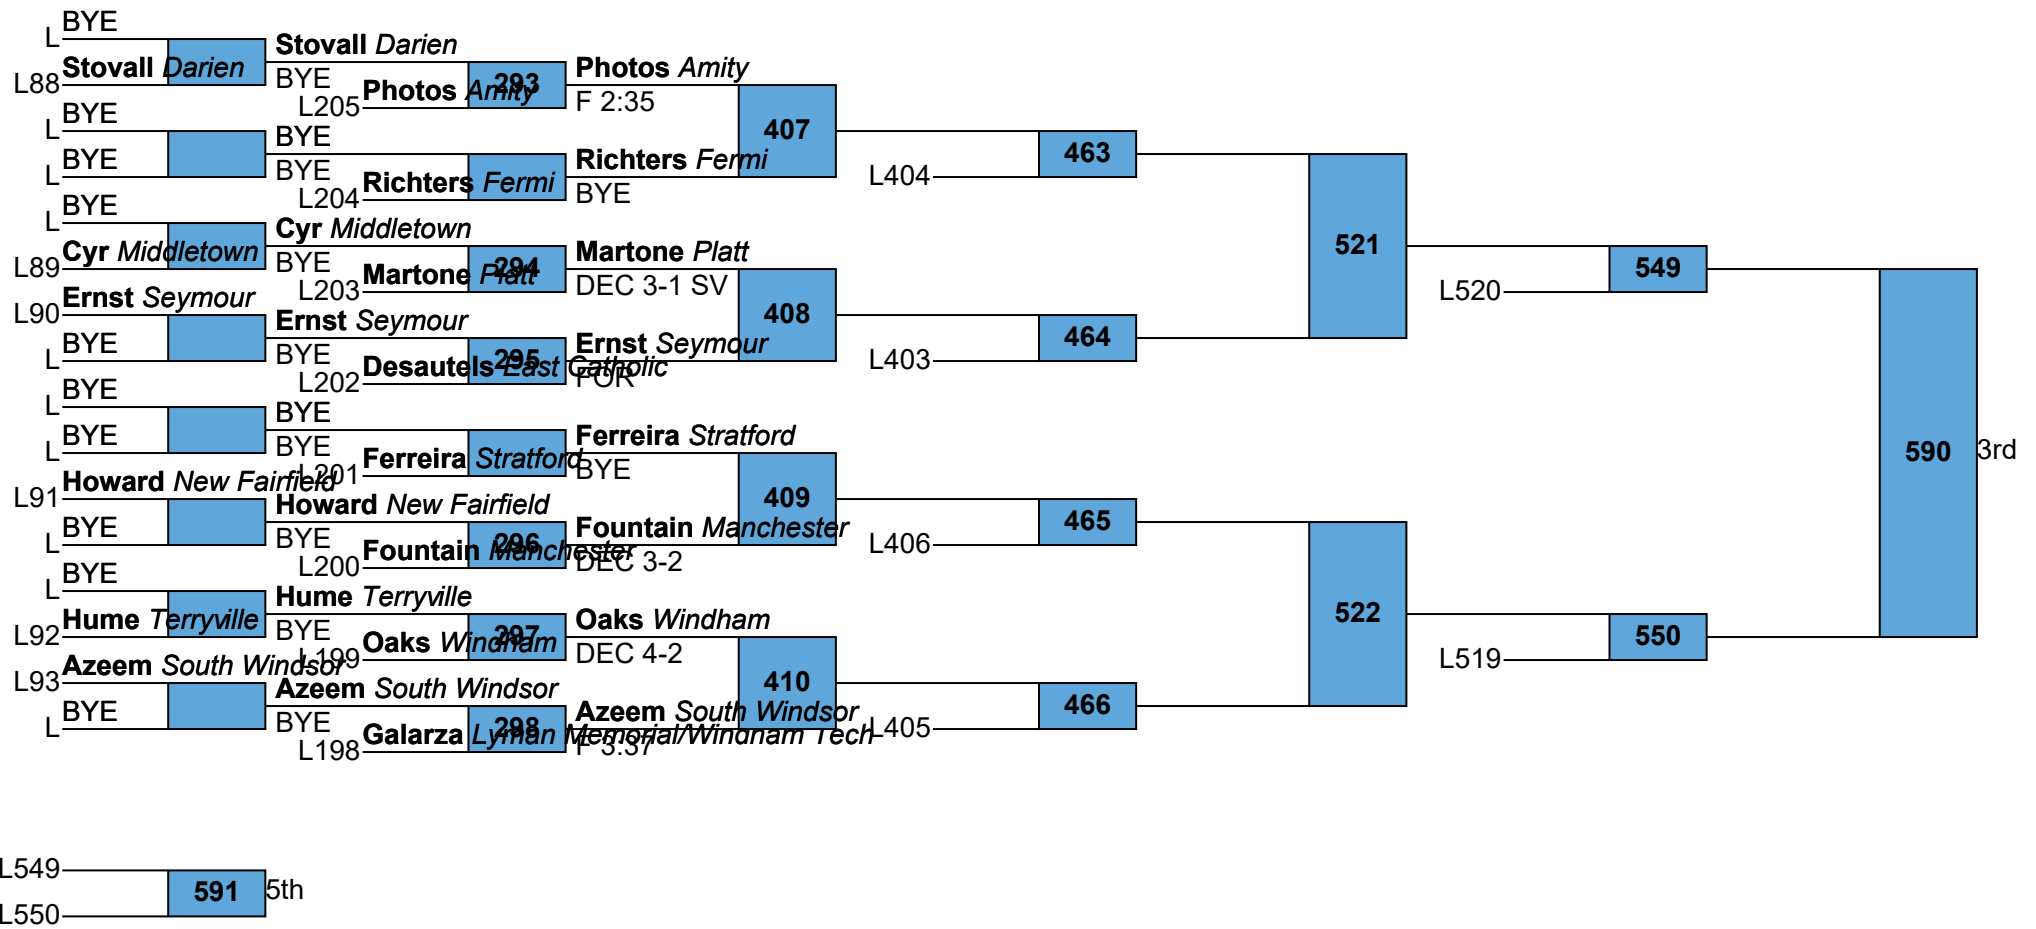 BYE
L
Stovall Darien
L88
Stovall Darien
BYE
L205
Photos Amity
293
Photos Amity
F 2:35
BYE
L
BYE
L
BYE
BYE
L204
Richters Fermi
Richters Fermi
BYE
407
L404
463
BYE
L
Cyr Middletown
L89
Cyr Middletown
BYE
L203
Martone Platt
294
Martone Platt
DEC 3-1 SV
Ernst Seymour
L90
BYE
L
Ernst Seymour
BYE
L202
Desautels East Catholic
295
Ernst Seymour
FOR
408
L403
464
521
BYE
L
BYE
L
BYE
BYE
L201
Ferreira Stratford
Ferreira Stratford
BYE
Howard New Fairfield
L91
BYE
L
Howard New Fairfield
BYE
L200
Fountain Manchester
296
Fountain Manchester
DEC 3-2
409
L406
465
BYE
L
Hume Terryville
L92
Hume Terryville
BYE
L199
Oaks Windham
297
Oaks Windham
DEC 4-2
Azeem South Windsor
L93
BYE
L
Azeem South Windsor
BYE
L198
Galarza Lyman Memorial/Windham Tech
298
Azeem South Windsor
F 3:37
410
L405
466
522
L520
549
L519
550
590
3rd
L549
L550
591
5th